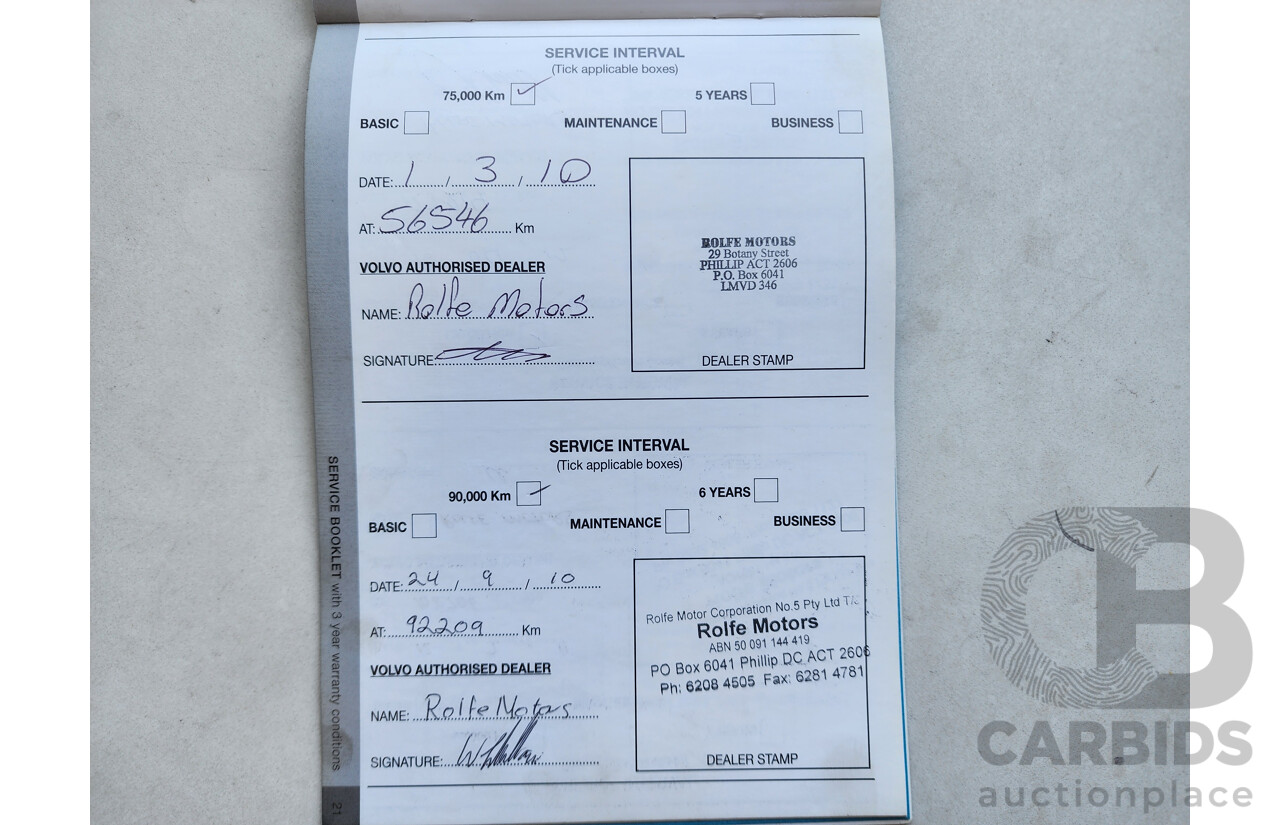 SERVICE INTERVAL
(Tick applicable boxes)
75,000 Km 5 YEARS
BASIC MAINTENANCE BUSINESS
DATE: 1 / 3 / 10
AT: 56546 Km
VOLVO AUTHORISED DEALER
NAME: Rolfe Motors
SIGNATURE:
ROLFE MOTORS
29 Botany Street
PHILLIP ACT 2606
P.O. Box 6041
LMVD 346
DEALER STAMP
SERVICE INTERVAL
(Tick applicable boxes)
90,000 Km 6 YEARS
BASIC MAINTENANCE BUSINESS
DATE: 24 / 9 / 10
AT: 92209 Km
VOLVO AUTHORISED DEALER
NAME: Rolfe Motors
SIGNATURE:
Rolfe Motor Corporation No.5 Pty Ltd T/
Rolfe Motors
ABN 50 091 144 419
PO Box 6041 Phillip DC ACT 2606
Ph: 6208 4505 Fax: 6281 4781
DEALER STAMP
SERVICE BOOKLET with 3 year warranty conditions
21
CB
CARBIDS
auctionplace